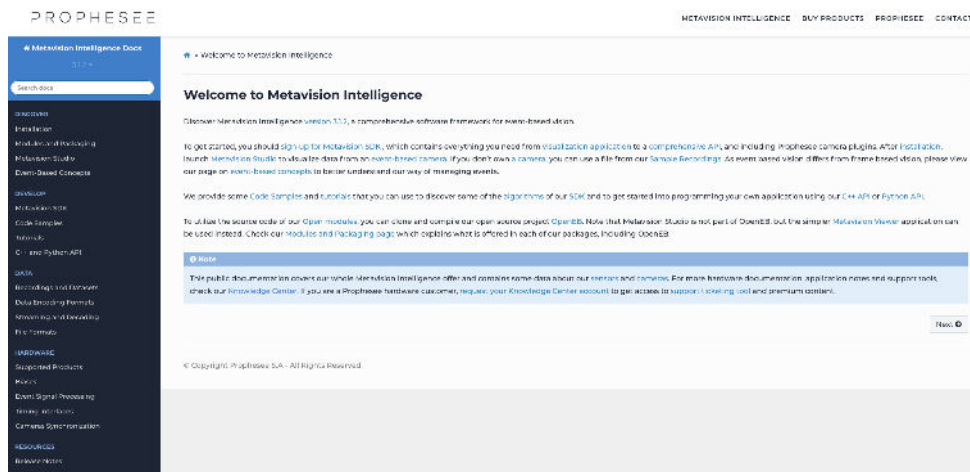 PROPHESEE
METAVISION INTELLIGENCE BUY PRODUCTS PROPHESEE CONTACT
Metavision Intelligence Docs
3.1.2
Search docs
DISCOVER
Installation
Modules and Packaging
Metavision Studio
Event-Based Concepts
DEVELOP
Metavision SDK
Code Samples
Tutorials
C++ and Python API
DATA
Recordings and Datasets
Data Encoding Formats
Streaming and Decoding
File Formats
HARDWARE
Supported Products
Biases
Event Signal Processing
Timing Interfaces
Cameras Synchronization
RESOURCES
Release Notes
» Welcome to Metavision Intelligence
Welcome to Metavision Intelligence
Discover Metavision Intelligence version 3.1.2, a comprehensive software framework for event-based vision.
To get started, you should sign-up for Metavision SDK, which contains everything you need from visualization application to a comprehensive API, and including Prophesee camera plugins. After installation,
launch Metavision Studio to visualize data from an event-based camera. If you don't own a camera, you can use a file from our Sample Recordings. As event based vision differs from frame based vision, please view
our page on event-based concepts to better understand our way of managing events.
We provide some Code Samples and tutorials that you can use to discover some of the algorithms of our SDK and to get started into programming your own application using our C++ API or Python API.
To utilize the source code of our Open modules, you can clone and compile our open source project OpenEB. Note that Metavision Studio is not part of OpenEB, but the simpler Metavision Viewer application can
be used instead. Check our Modules and Packaging page which explains what is offered in each of our packages, including OpenEB.
Note
This public documentation covers our whole Metavision Intelligence offer and contains some data about our sensors and cameras. For more hardware documentation, application notes and support tools,
check our Knowledge Center. If you are a Prophesee hardware customer, request your Knowledge Center account to get access to support ticketing tool and premium content.
Next
© Copyright Prophesee S.A - All Rights Reserved